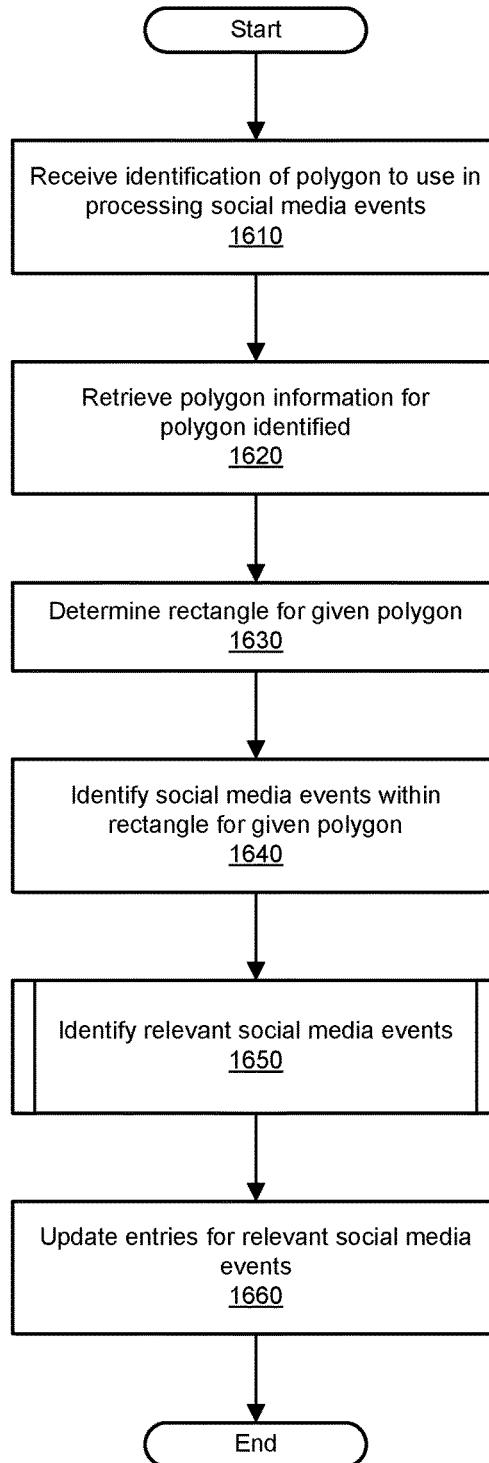 Start
Receive identification of polygon to use in
processing social media events
1610
Retrieve polygon information for
polygon identified
1620
Determine rectangle for given polygon
1630
Identify social media events within
rectangle for given polygon
1640
Identify relevant social media events
1650
Update entries for relevant social media
events
1660
End